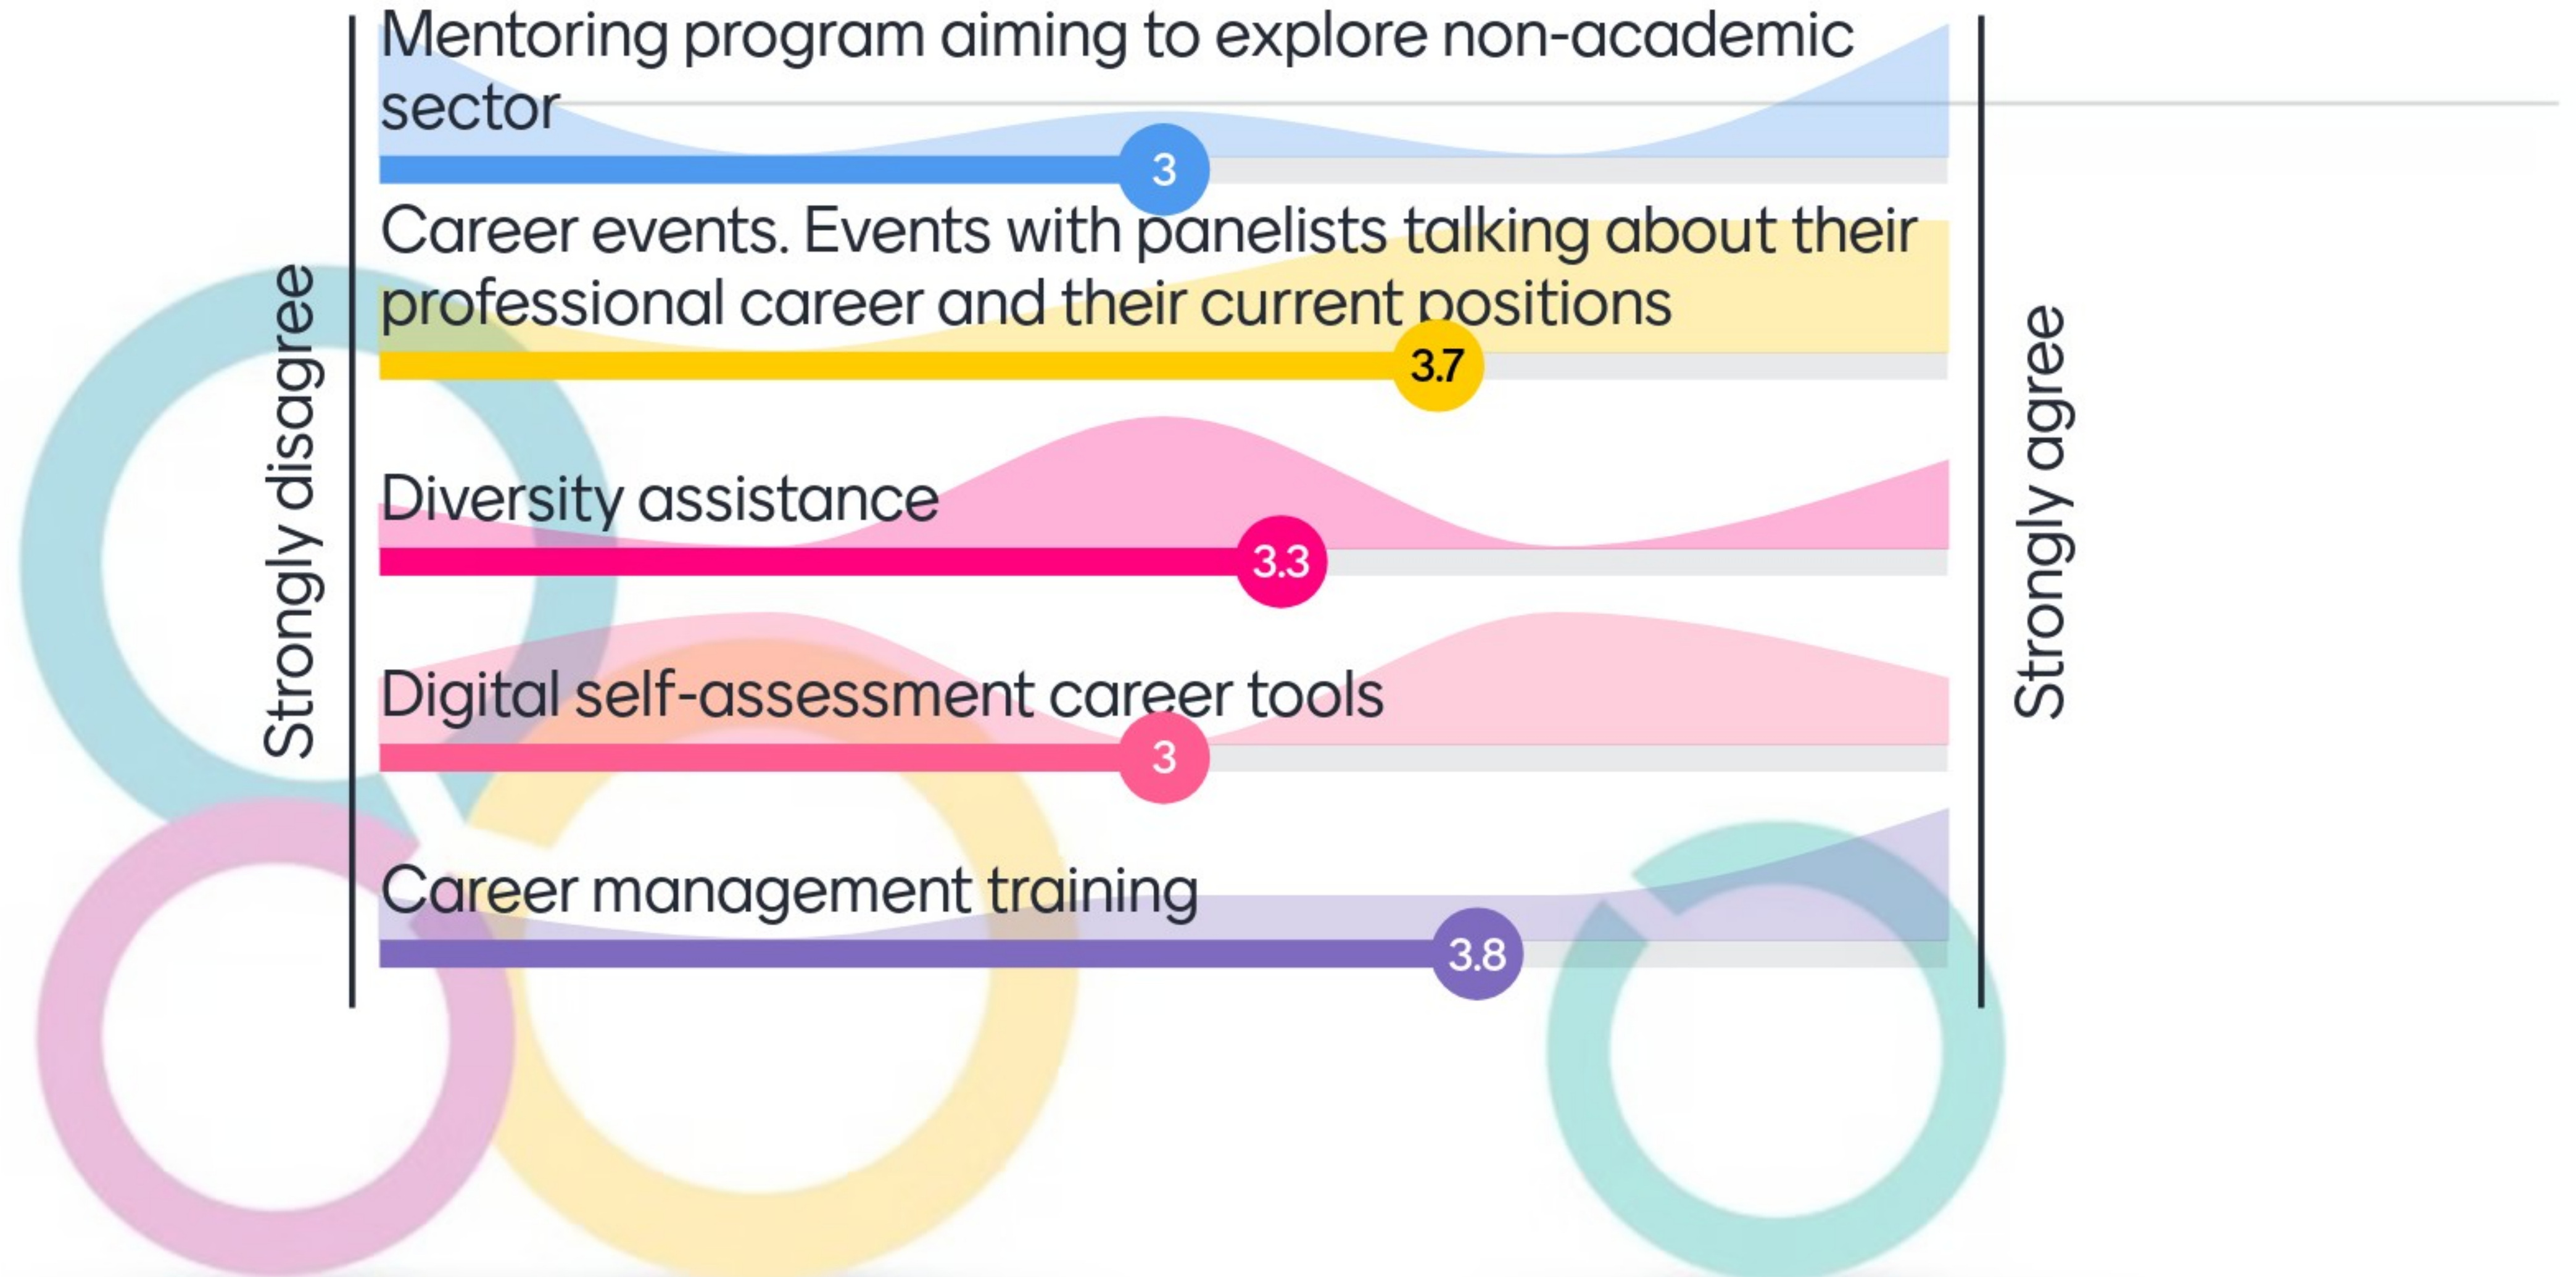 Mentoring program aiming to explore non-academic
sector
3
Career events. Events with panelists talking about their
professional career and their current positions
3.7
Strongly disagree
Strongly agree
Diversity assistance
3.3
Digital self-assessment career tools
3
Career management training
3.8